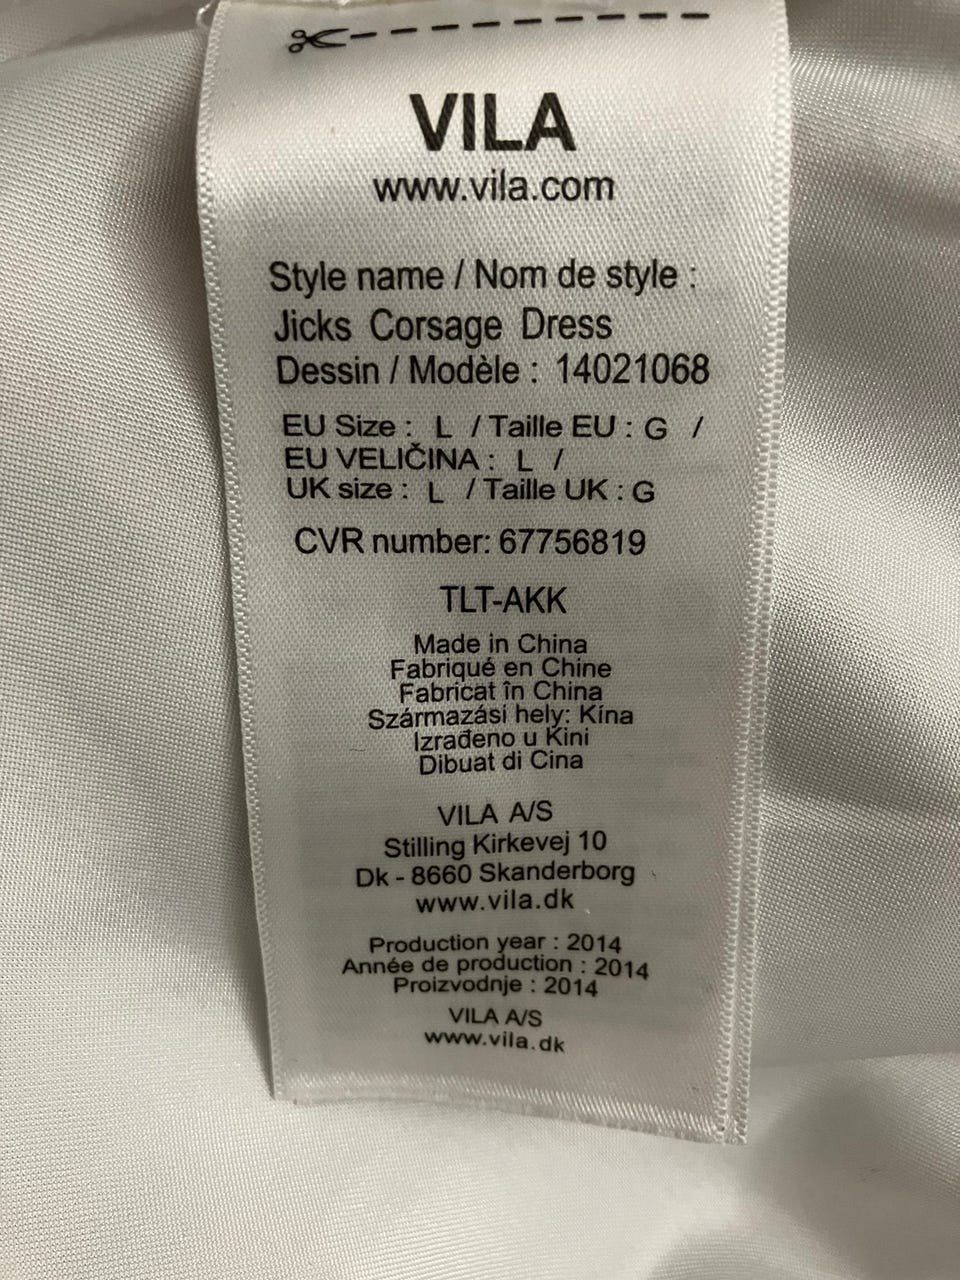 VILA
www.vila.com
Style name / Nom de style :
Jicks Corsage Dress
Dessin / Modèle : 14021068
EU Size : L / Taille EU : G /
EU VELIČINA : L /
UK size : L / Taille UK : G
CVR number: 67756819
TLT-AKK
Made in China
Fabriqué en Chine
Fabricat în China
Származási hely: Kína
Izrađeno u Kini
Dibuat di Cina
VILA A/S
Stilling Kirkevej 10
Dk - 8660 Skanderborg
www.vila.dk
Production year : 2014
Année de production : 2014
Proizvodnje : 2014
VILA A/S
www.vila.dk